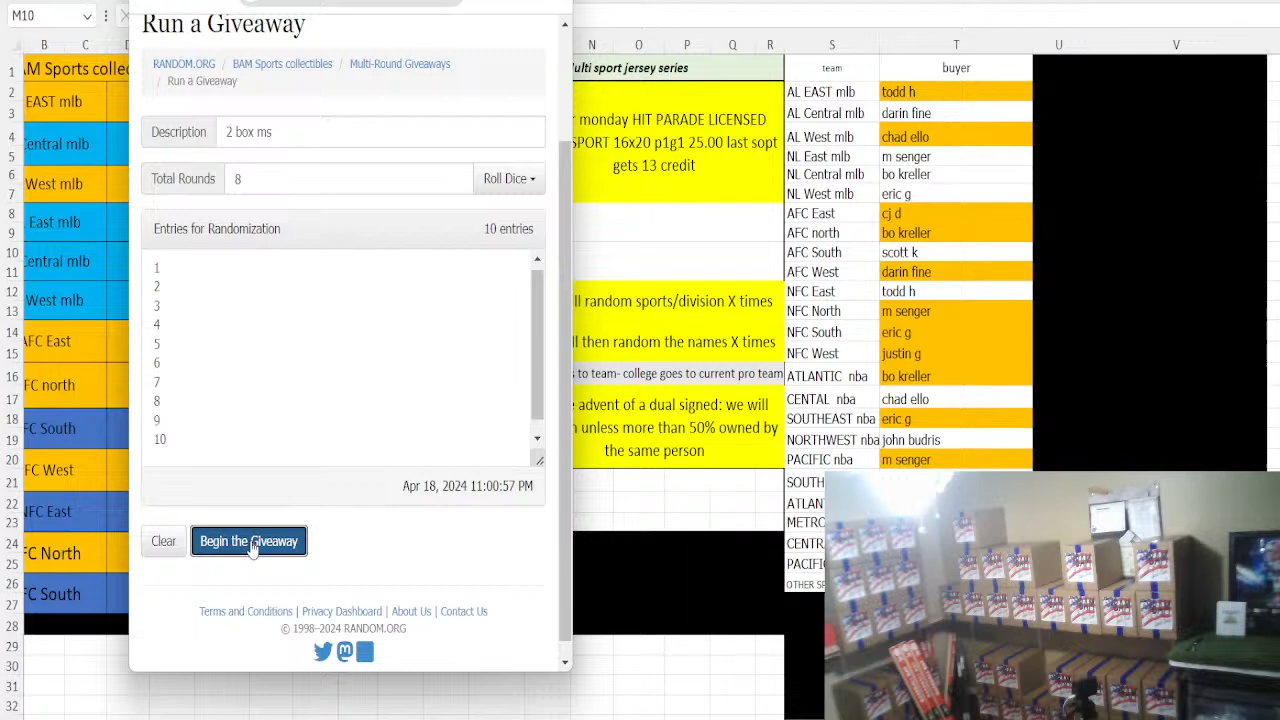 M10
B C N O P Q R S T U V
Run a Giveaway
RANDOM.ORG / BAM Sports collectibles / Multi-Round Giveaways
/ Run a Giveaway
Description 2 box ms
Total Rounds 8 Roll Dice
Entries for Randomization 10 entries
1
2
3
4
5
6
7
8
9
10
Apr 18, 2024 11:00:57 PM
Clear Begin the Giveaway
Terms and Conditions | Privacy Dashboard | About Us | Contact Us
© 1998–2024 RANDOM.ORG
1
2
3
4
5
6
7
8
9
10
11
12
13
14
15
16
17
18
19
20
21
22
23
24
25
26
27
28
29
30
31
32
AM Sports collec
EAST mlb
Central mlb
West mlb
East mlb
Central mlb
West mlb
AFC East
FC north
FC South
FC West
NFC East
FC North
FC South
ulti sport jersey series
r monday HIT PARADE LICENSED
SPORT 16x20 p1g1 25.00 last sopt
gets 13 credit
ll random sports/division X times
ll then random the names X times
s to team- college goes to current pro team
e advent of a dual signed: we will
n unless more than 50% owned by
the same person
team buyer
AL EAST mlb todd h
AL Central mlb darin fine
AL West mlb chad ello
NL East mlb m senger
NL Central mlb bo kreller
NL West mlb eric g
AFC East cj d
AFC north bo kreller
AFC South scott k
AFC West darin fine
NFC East todd h
NFC North m senger
NFC South eric g
NFC West justin g
ATLANTIC nba bo kreller
CENTAL nba chad ello
SOUTHEAST nba eric g
NORTHWEST nba john budris
PACIFIC nba m senger
SOUTH
ATLAN
METRO
CENTR
PACIFI
OTHER SP